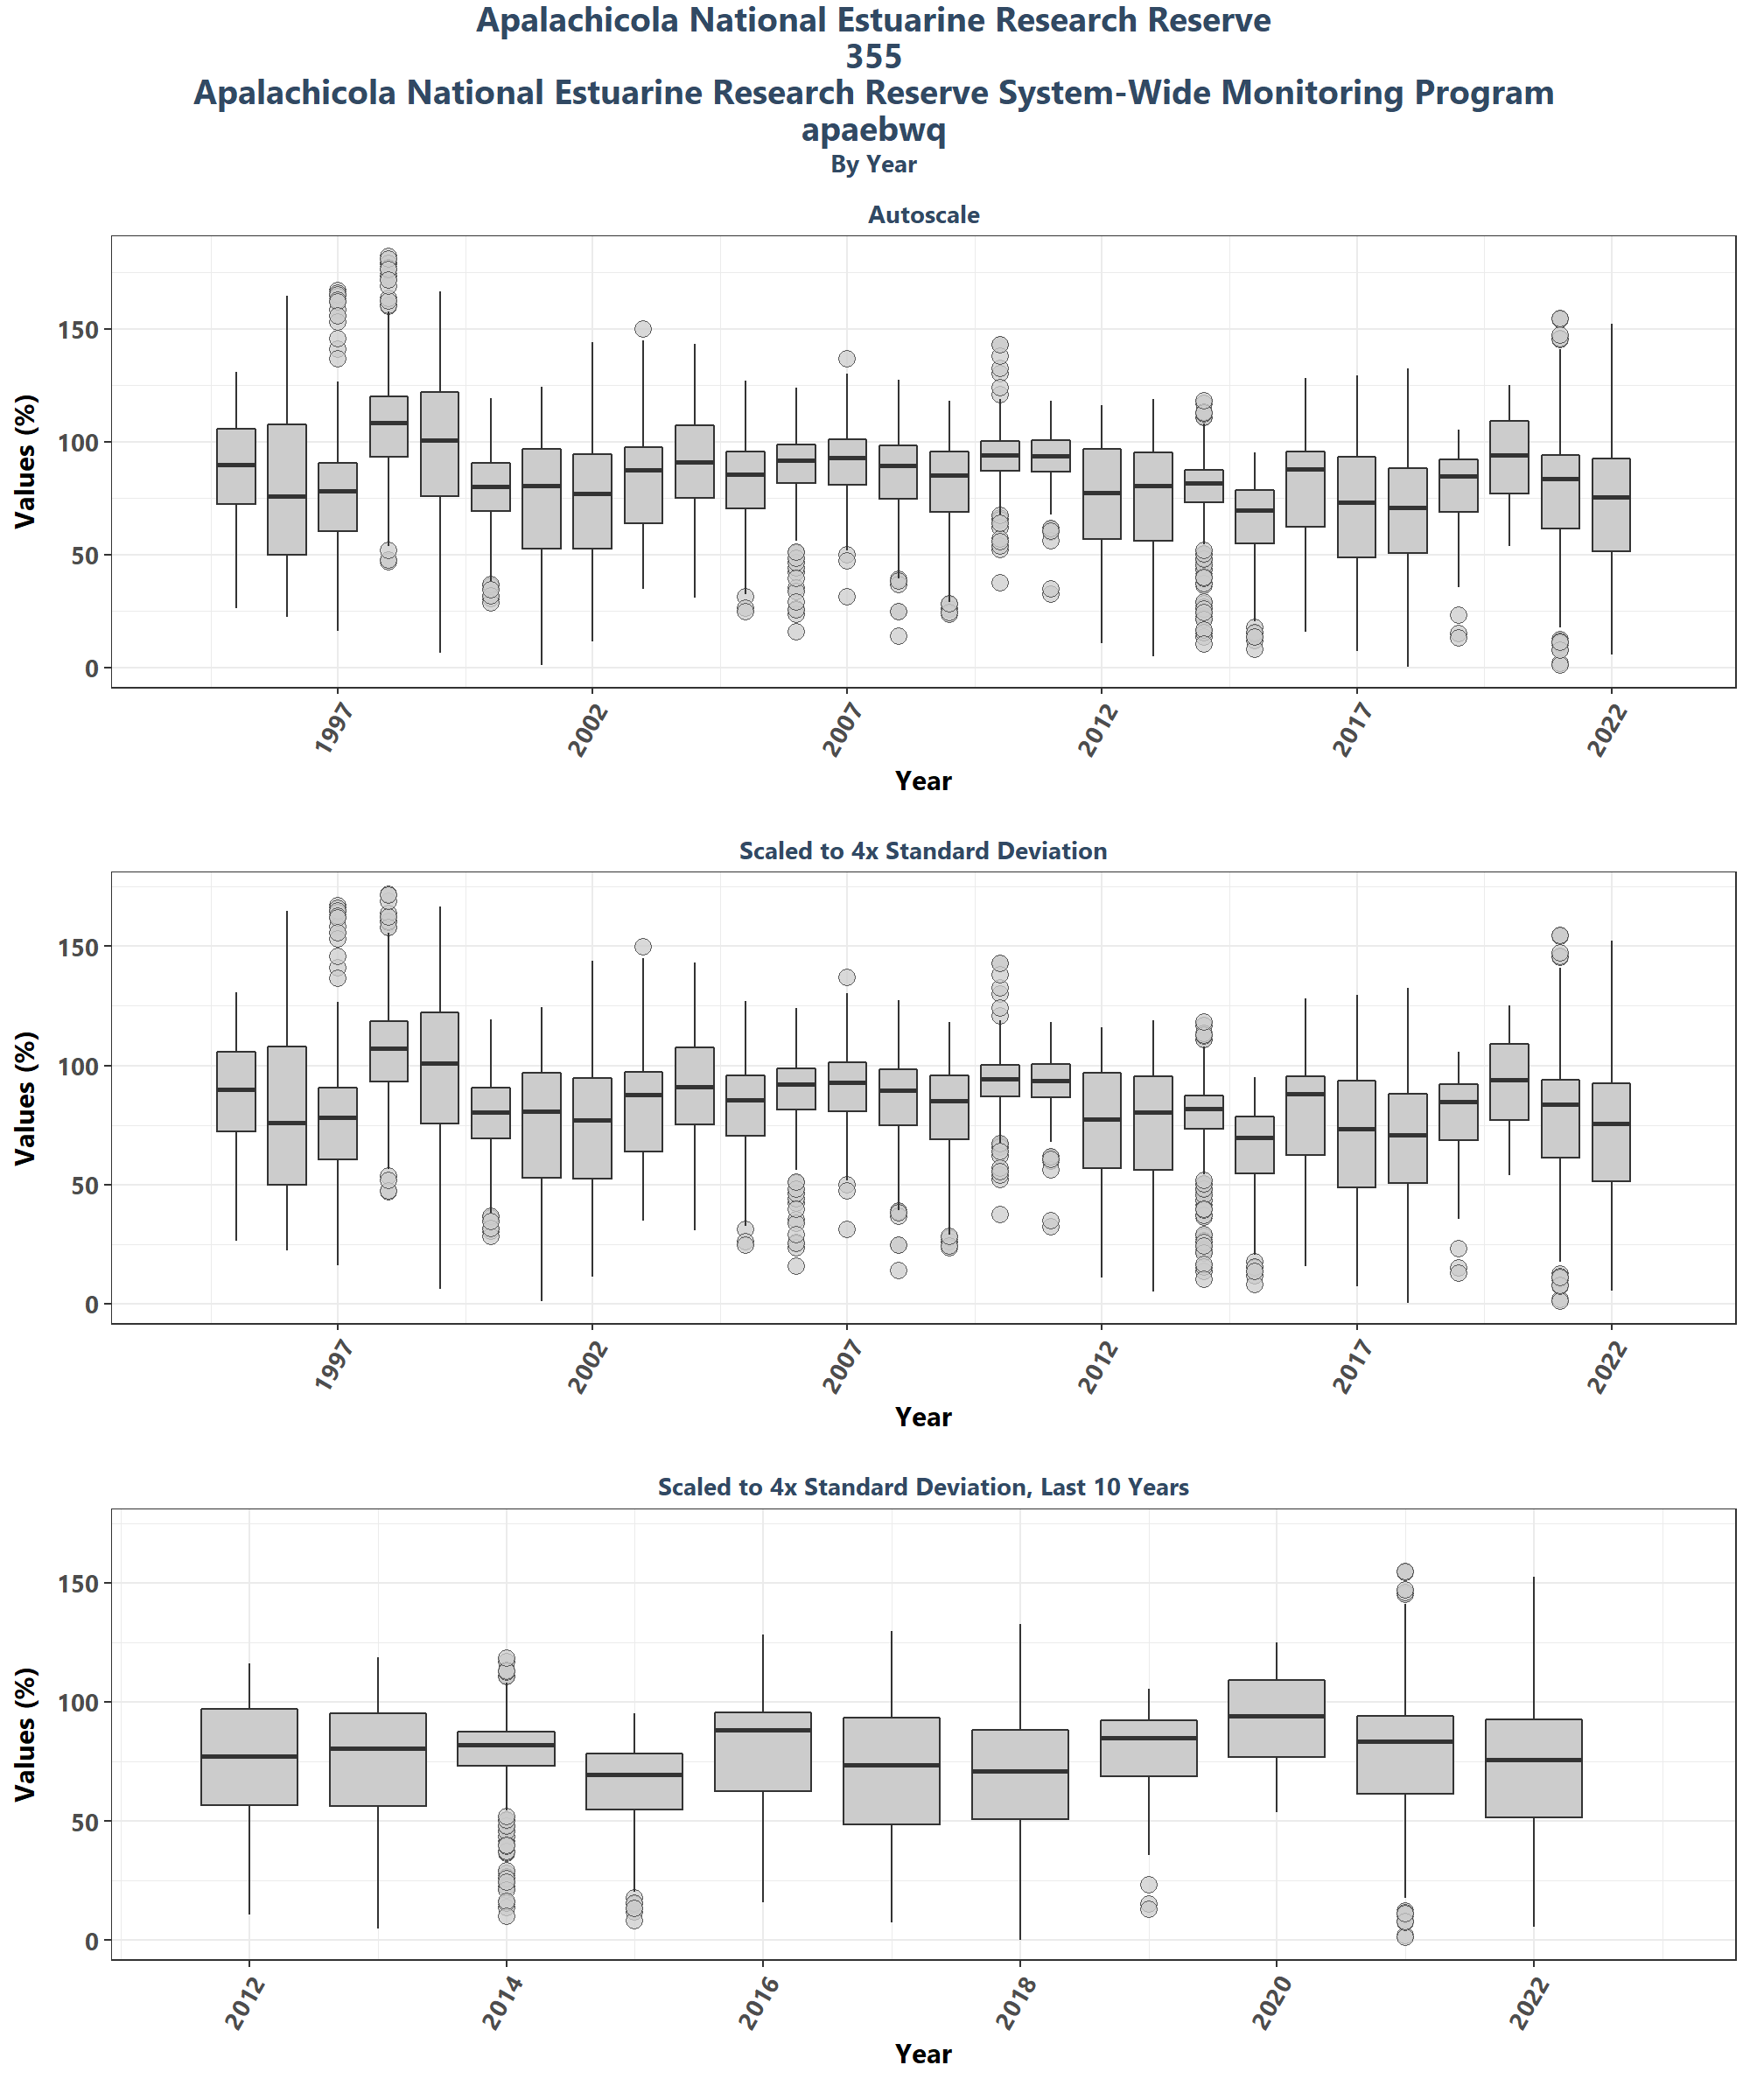 Apalachicola National Estuarine Research Reserve
355
Apalachicola National Estuarine Research Reserve System-Wide Monitoring Program
apaebwq
By Year
Autoscale
Values (%)
150
100
50
0
1997
2002
2007
2012
2017
2022
Year
Scaled to 4x Standard Deviation
Values (%)
150
100
50
0
1997
2002
2007
2012
2017
2022
Year
Scaled to 4x Standard Deviation, Last 10 Years
Values (%)
150
100
50
0
2012
2014
2016
2018
2020
2022
Year